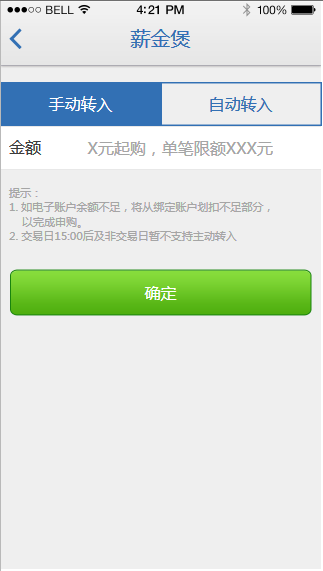 BELL 4:21 PM 100%
薪金煲
手动转入 自动转入
金额 X元起购，单笔限额XXX元
提示：
1. 如电子账户余额不足，将从绑定账户划扣不足部分，
以完成申购。
2. 交易日15:00后及非交易日暂不支持主动转入
确定